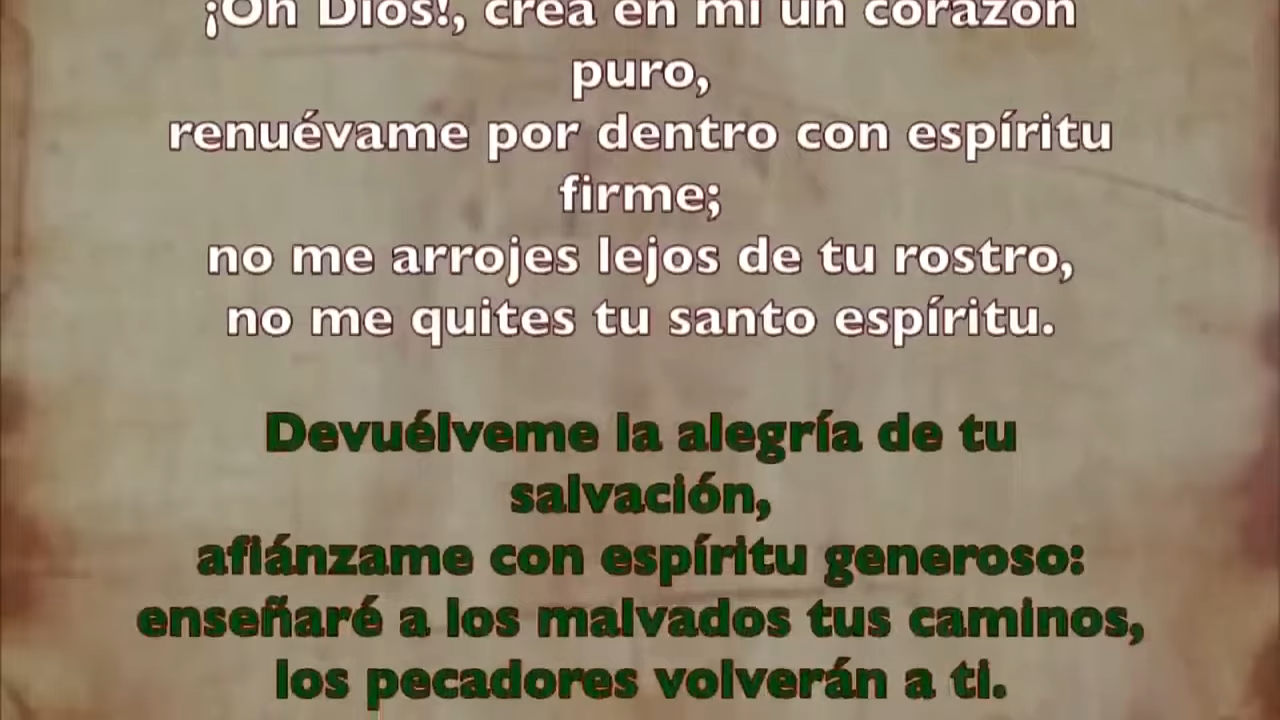 ¡Oh Dios!, crea en mí un corazón
puro,
renuévame por dentro con espíritu
firme;
no me arrojes lejos de tu rostro,
no me quites tu santo espíritu.
Devuélveme la alegría de tu
salvación,
afiánzame con espíritu generoso:
enseñaré a los malvados tus caminos,
los pecadores volverán a ti.